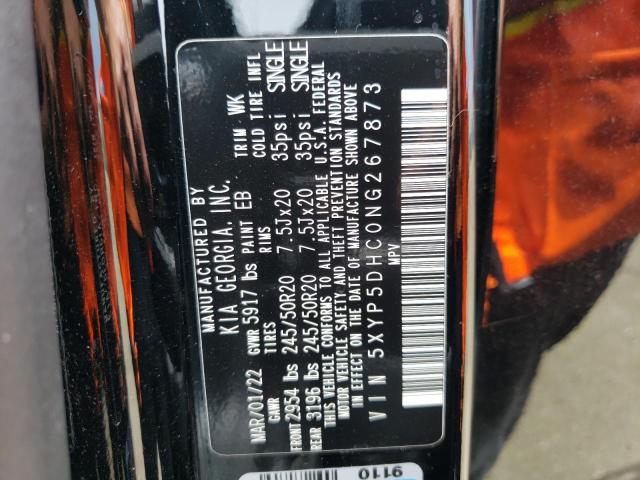 MANUFACTURED BY
KIA GEORGIA, INC.
MAR/01/22 GVWR 5917 lbs PAINT EB TRIM WK
GAWR TIRES RIMS COLD TIRE INFL
FRONT 2954 lbs 245/50R20 7.5Jx20 35psi SINGLE
REAR 3196 lbs 245/50R20 7.5Jx20 35psi SINGLE
THIS VEHICLE CONFORMS TO ALL APPLICABLE U.S.A. FEDERAL
MOTOR VEHICLE SAFETY AND THEFT PREVENTION STANDARDS
IN EFFECT ON THE DATE OF MANUFACTURE SHOWN ABOVE
VIN 5XYP5DHC0NG267873
MPV
9110